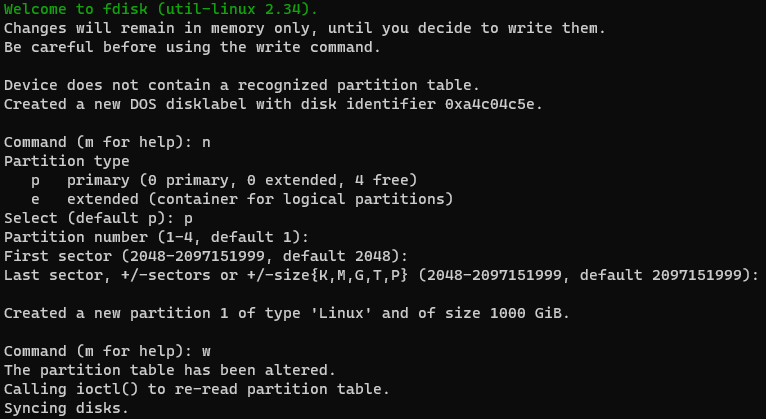 Welcome to fdisk (util-linux 2.34).
Changes will remain in memory only, until you decide to write them.
Be careful before using the write command.

Device does not contain a recognized partition table.
Created a new DOS disklabel with disk identifier 0xa4c04c5e.

Command (m for help): n
Partition type
   p   primary (0 primary, 0 extended, 4 free)
   e   extended (container for logical partitions)
Select (default p): p
Partition number (1-4, default 1):
First sector (2048-2097151999, default 2048):
Last sector, +/-sectors or +/-size{K,M,G,T,P} (2048-2097151999, default 2097151999):

Created a new partition 1 of type 'Linux' and of size 1000 GiB.

Command (m for help): w
The partition table has been altered.
Calling ioctl() to re-read partition table.
Syncing disks.